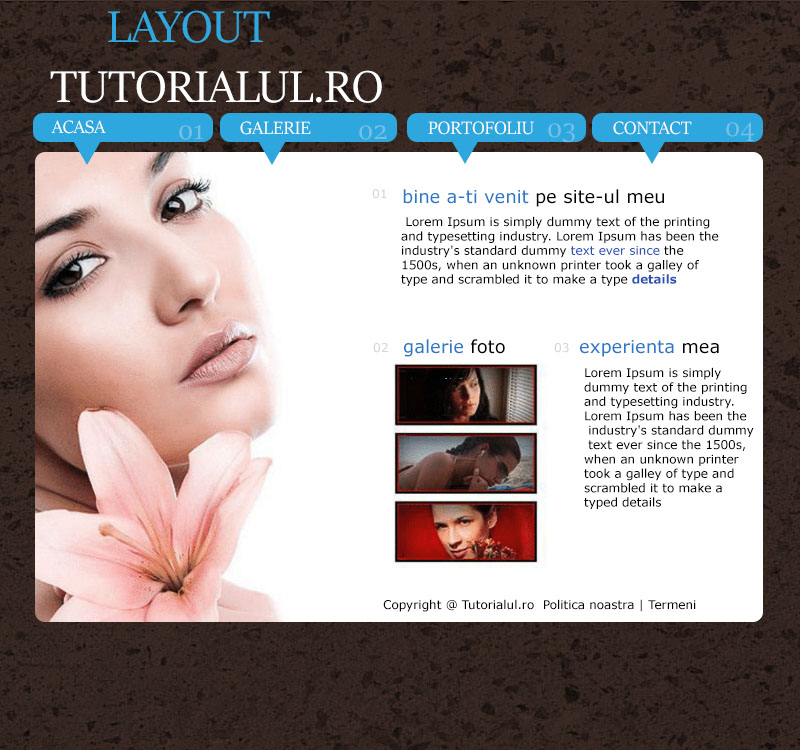 LAYOUT
TUTORIALUL.RO
ACASA 01 GALERIE 02 PORTOFOLIU 03 CONTACT 04
01 bine a-ti venit pe site-ul meu
Lorem Ipsum is simply dummy text of the printing
and typesetting industry. Lorem Ipsum has been the
industry's standard dummy text ever since the
1500s, when an unknown printer took a galley of
type and scrambled it to make a type details
02 galerie foto
03 experienta mea
Lorem Ipsum is simply
dummy text of the printing
and typesetting industry.
Lorem Ipsum has been the
industry's standard dummy
text ever since the 1500s,
when an unknown printer
took a galley of type and
scrambled it to make a
typed details
Copyright @ Tutorialul.ro Politica noastra | Termeni